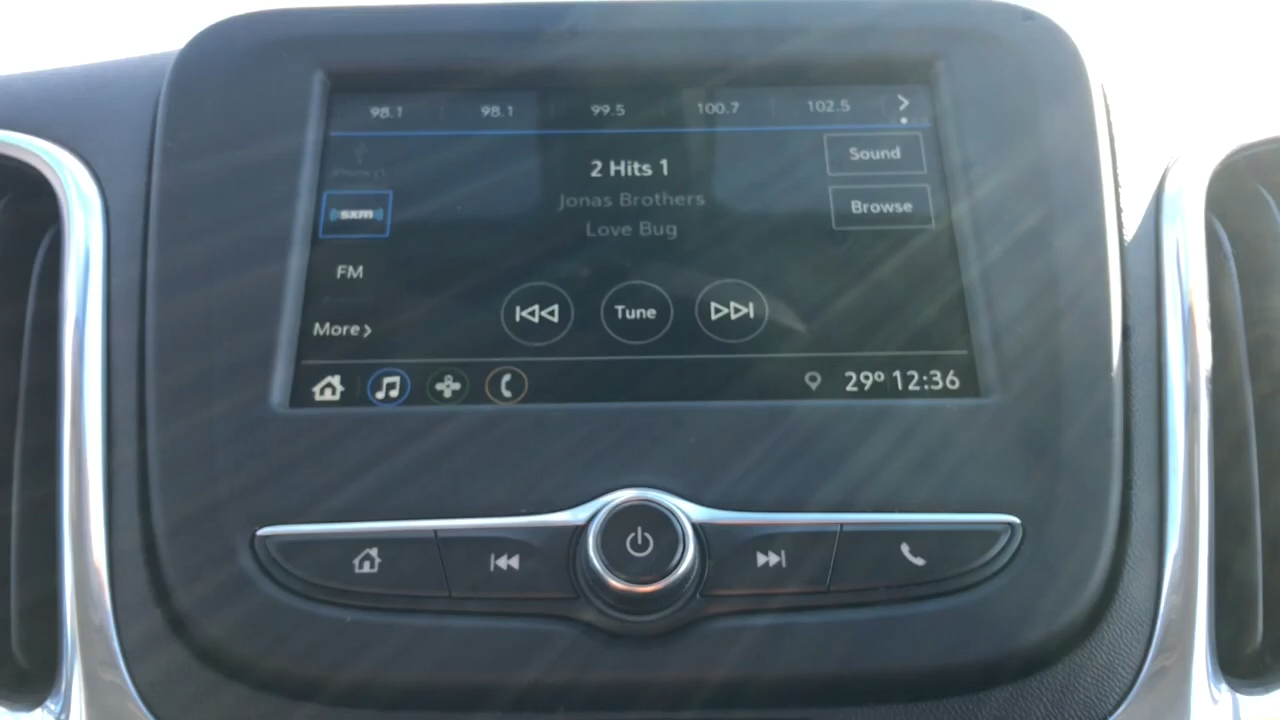 98.1 98.1 99.5 100.7 102.5
2 Hits 1
Jonas Brothers
Love Bug
Sound
Browse
sxm
FM
More
Tune
29° 12:36